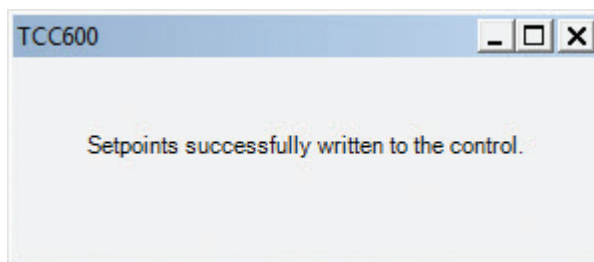 TCC600
Setpoints successfully written to the control.